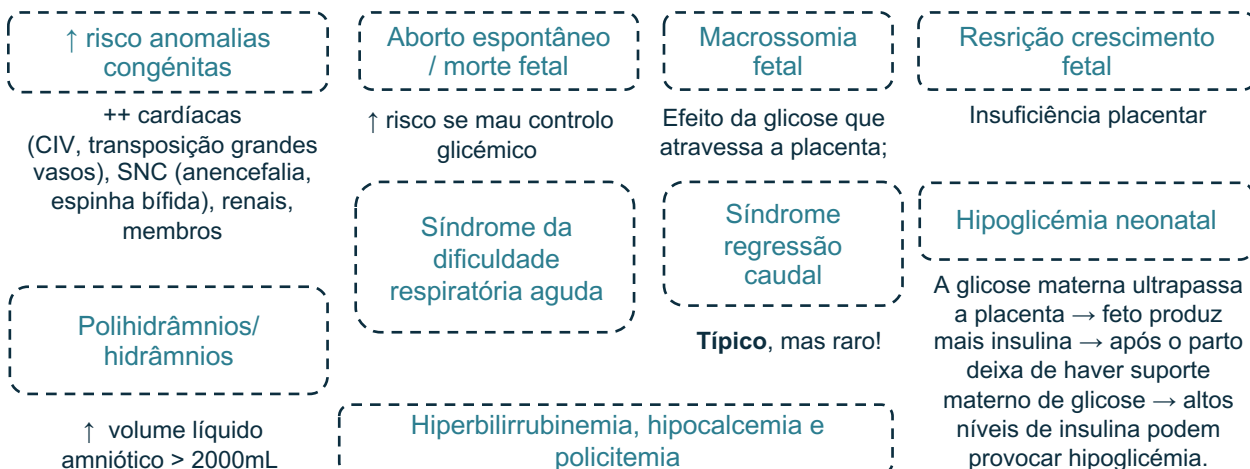 ↑ risco anomalias
congénitas
++ cardíacas
(CIV, transposição grandes
vasos), SNC (anencefalia,
espinha bífida), renais,
membros
Aborto espontâneo
/ morte fetal
↑ risco se mau controlo
glicémico
Macrossomia
fetal
Efeito da glicose que
atravessa a placenta;
Resrição crescimento
fetal
Insuficiência placentar
Polihidrâmnios/
hidrâmnios
↑ volume líquido
amniótico > 2000mL
Síndrome da
dificuldade
respiratória aguda
Síndrome
regressão
caudal
Típico, mas raro!
Hipoglicémia neonatal
A glicose materna ultrapassa
a placenta → feto produz
mais insulina → após o parto
deixa de haver suporte
materno de glicose → altos
níveis de insulina podem
provocar hipoglicémia.
Hiperbilirrubinemia, hipocalcemia e
policitemia